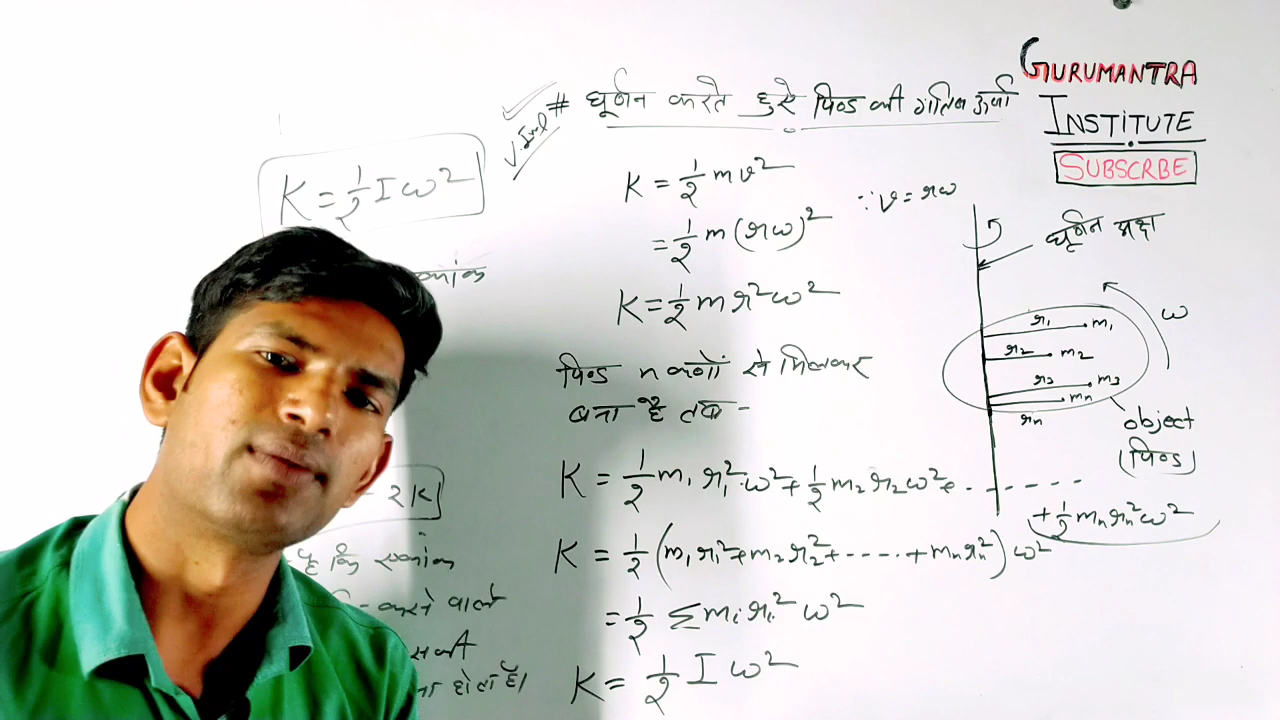 GURUMANTRA
INSTITUTE
SUBSCRBE
# घूर्णन करते हुए पिण्ड की गतिज ऊर्जा
V.Imp
K = 1/2 I ω²
K = 1/2 m v²
∵ v = rω
= 1/2 m (rω)²
K = 1/2 m r² ω²
घूर्णन अक्ष
ω
r₁ m₁
r₂ m₂
r₃ m₃
mₙ
rₙ
object
(पिण्ड)
पिण्ड n कणों से मिलकर
बना है तब -
K = 1/2 m₁ r₁² ω² + 1/2 m₂ r₂ ω² + - - - - - -
+ 1/2 mₙ rₙ² ω²
K = 1/2 (m₁ r₁² + m₂ r₂² + - - - - + mₙ rₙ²) ω²
= 1/2 Σ mᵢ rᵢ² ω²
K = 1/2 I ω²
2K
वाले
होता है।